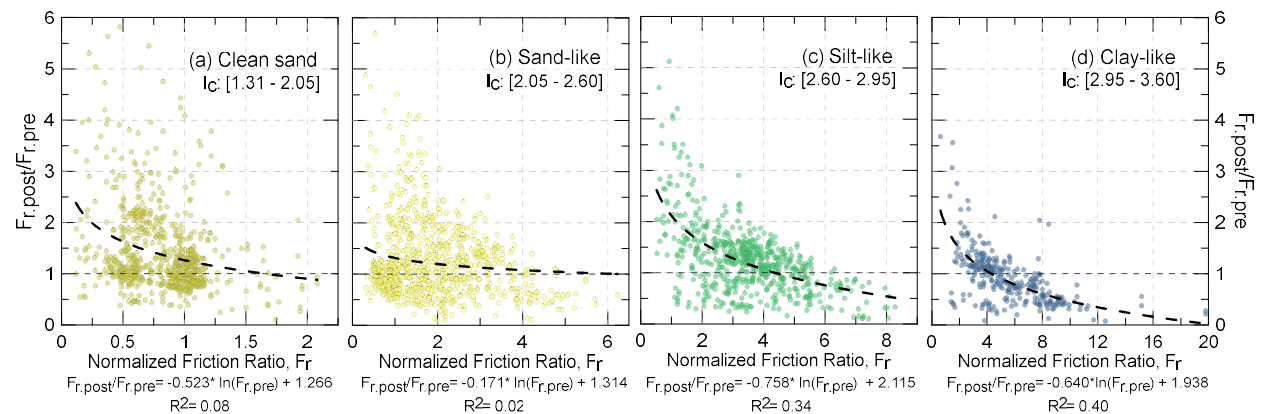 (a) Clean sand
IC: [1.31 - 2.05]
Fr.post/Fr.pre
6
5
4
3
2
1
0
0
0.5
1
1.5
2
Normalized Friction Ratio, Fr
Fr.post/Fr.pre= -0.523* ln(Fr.pre) + 1.266
R2= 0.08
(b) Sand-like
IC: [2.05 - 2.60]
0
2
4
6
Normalized Friction Ratio, Fr
Fr.post/Fr.pre= -0.171* ln(Fr.pre) + 1.314
R2= 0.02
(c) Silt-like
IC: [2.60 - 2.95]
0
2
4
6
8
Normalized Friction Ratio, Fr
Fr.post/Fr.pre= -0.758* ln(Fr.pre) + 2.115
R2= 0.34
(d) Clay-like
IC: [2.95 - 3.60]
6
5
4
3
2
1
0
Fr.post/Fr.pre
0
4
8
12
16
20
Normalized Friction Ratio, Fr
Fr.post/Fr.pre= -0.640*ln(Fr.pre) + 1.938
R2= 0.40